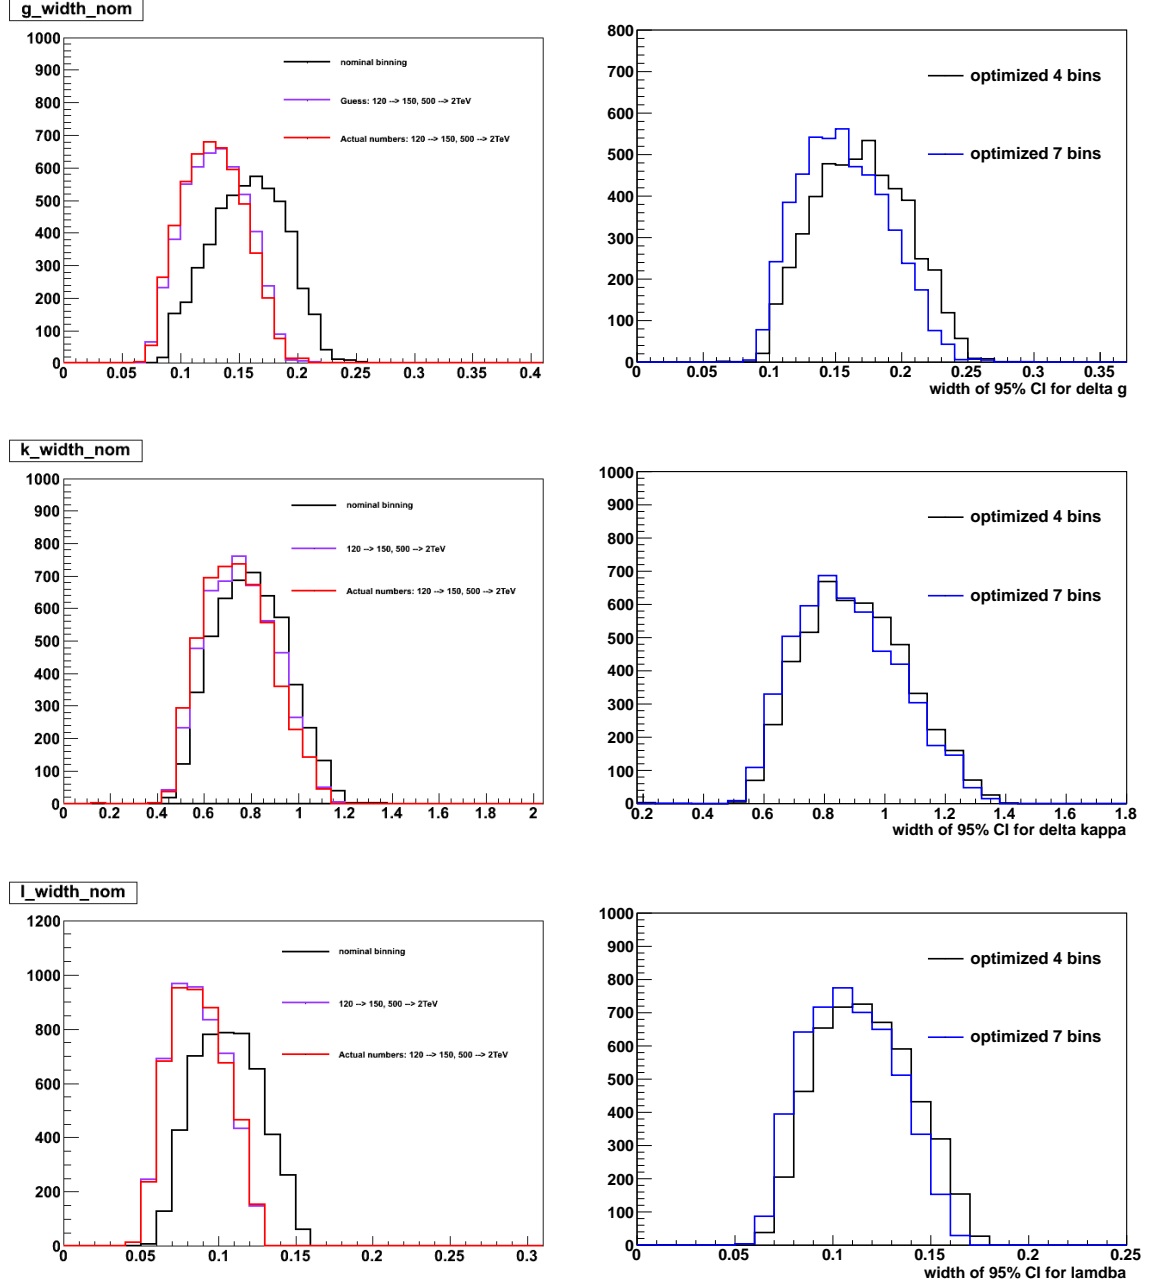 g_width_nom
1000
900
800
700
600
500
400
300
200
100
0
nominal binning
Guess: 120 --> 150, 500 --> 2TeV
Actual numbers: 120 --> 150, 500 --> 2TeV
0 0.05 0.1 0.15 0.2 0.25 0.3 0.35 0.4
800
700
600
500
400
300
200
100
0
optimized 4 bins
optimized 7 bins
0 0.05 0.1 0.15 0.2 0.25 0.3 0.35
width of 95% CI for delta g
k_width_nom
1000
900
800
700
600
500
400
300
200
100
0
nominal binning
120 --> 150, 500 --> 2TeV
Actual numbers: 120 --> 150, 500 --> 2TeV
0 0.2 0.4 0.6 0.8 1 1.2 1.4 1.6 1.8 2
1000
900
800
700
600
500
400
300
200
100
0
optimized 4 bins
optimized 7 bins
0.2 0.4 0.6 0.8 1 1.2 1.4 1.6 1.8
width of 95% CI for delta kappa
l_width_nom
1200
1000
800
600
400
200
0
nominal binning
120 --> 150, 500 --> 2TeV
Actual numbers: 120 --> 150, 500 --> 2TeV
0 0.05 0.1 0.15 0.2 0.25 0.3
1000
900
800
700
600
500
400
300
200
100
0
optimized 4 bins
optimized 7 bins
0 0.05 0.1 0.15 0.2 0.25
width of 95% CI for lamdba